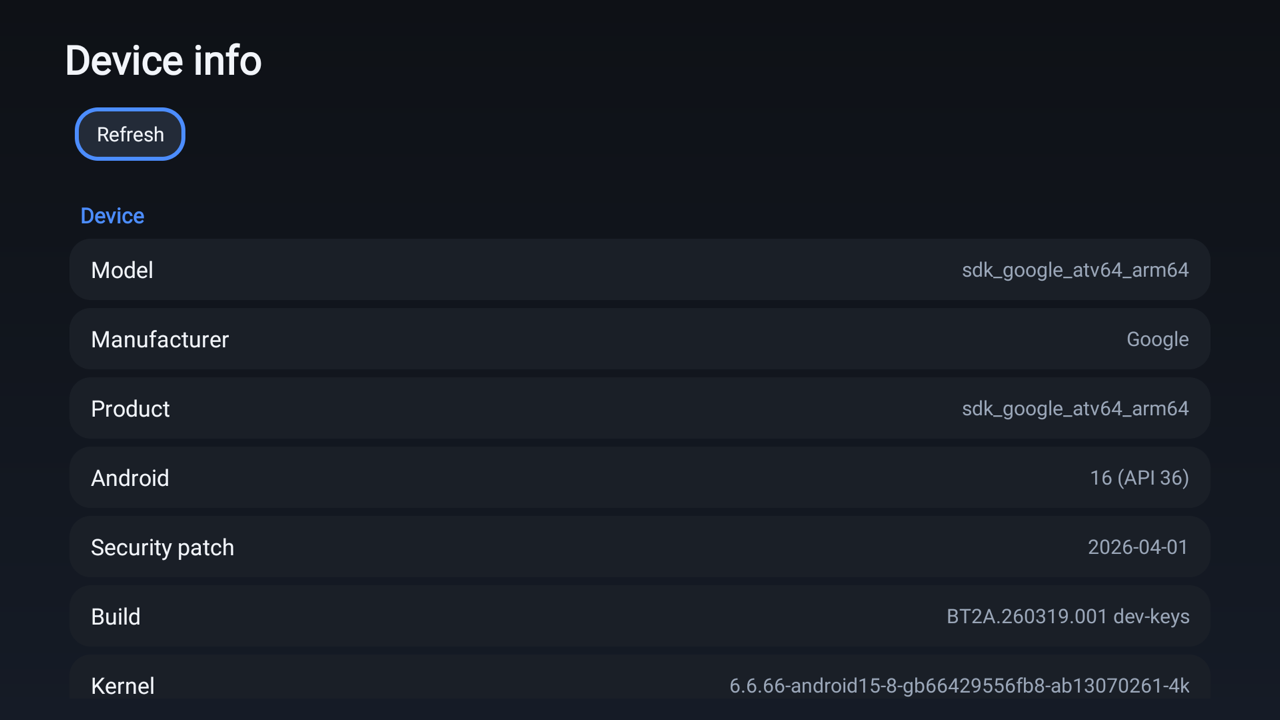 Device info
Refresh
Device
Model sdk_google_atv64_arm64
Manufacturer Google
Product sdk_google_atv64_arm64
Android 16 (API 36)
Security patch 2026-04-01
Build BT2A.260319.001 dev-keys
Kernel 6.6.66-android15-8-gb66429556fb8-ab13070261-4k